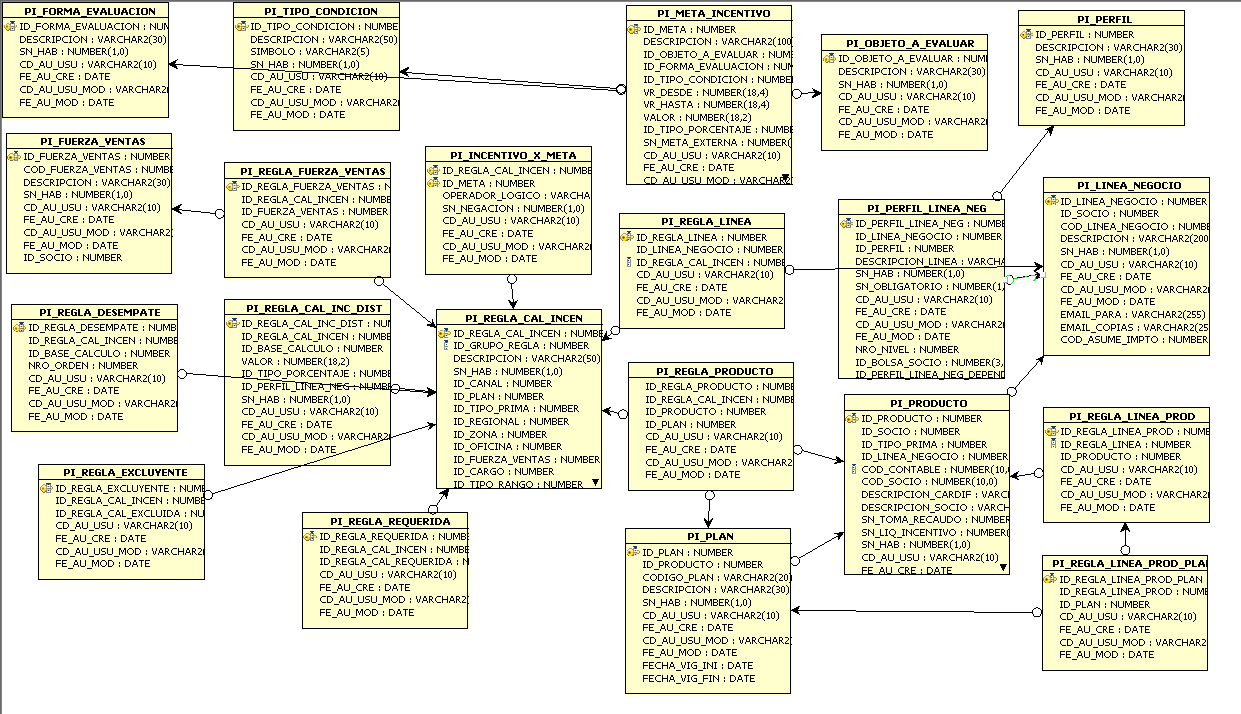 PI_FORMA_EVALUACION
ID_FORMA_EVALUACION : NUM
DESCRIPCION : VARCHAR2(30)
SN_HAB : NUMBER(1,0)
CD_AU_USU : VARCHAR2(10)
FE_AU_CRE : DATE
CD_AU_USU_MOD : VARCHAR2(
FE_AU_MOD : DATE
PI_TIPO_CONDICION
ID_TIPO_CONDICION : NUMBE
DESCRIPCION : VARCHAR2(50)
SIMBOLO : VARCHAR2(5)
SN_HAB : NUMBER(1,0)
CD_AU_USU : VARCHAR2(10)
FE_AU_CRE : DATE
CD_AU_USU_MOD : VARCHAR2(
FE_AU_MOD : DATE
PI_META_INCENTIVO
ID_META : NUMBER
DESCRIPCION : VARCHAR2(100
ID_OBJETO_A_EVALUAR : NUM
ID_FORMA_EVALUACION : NUM
ID_TIPO_CONDICION : NUMBE
VR_DESDE : NUMBER(18,4)
VR_HASTA : NUMBER(18,4)
VALOR : NUMBER(18,2)
ID_TIPO_PORCENTAJE : NUMB
SN_META_EXTERNA : NUMBER(
CD_AU_USU : VARCHAR2(10)
FE_AU_CRE : DATE
CD_AU_USU_MOD : VARCHAR2(
PI_OBJETO_A_EVALUAR
ID_OBJETO_A_EVALUAR : NUM
DESCRIPCION : VARCHAR2(30)
SN_HAB : NUMBER(1,0)
CD_AU_USU : VARCHAR2(10)
FE_AU_CRE : DATE
CD_AU_USU_MOD : VARCHAR2(
FE_AU_MOD : DATE
PI_PERFIL
ID_PERFIL : NUMBER
DESCRIPCION : VARCHAR2(30)
SN_HAB : NUMBER(1,0)
CD_AU_USU : VARCHAR2(10)
FE_AU_CRE : DATE
CD_AU_USU_MOD : VARCHAR2(
FE_AU_MOD : DATE
PI_FUERZA_VENTAS
ID_FUERZA_VENTAS : NUMBER
COD_FUERZA_VENTAS : NUMB
DESCRIPCION : VARCHAR2(30)
SN_HAB : NUMBER(1,0)
CD_AU_USU : VARCHAR2(10)
FE_AU_CRE : DATE
CD_AU_USU_MOD : VARCHAR2(
FE_AU_MOD : DATE
ID_SOCIO : NUMBER
PI_REGLA_FUERZA_VENTAS
ID_REGLA_FUERZA_VENTAS : N
ID_REGLA_CAL_INCEN : NUMB
ID_FUERZA_VENTAS : NUMBER
CD_AU_USU : VARCHAR2(10)
FE_AU_CRE : DATE
CD_AU_USU_MOD : VARCHAR2(
FE_AU_MOD : DATE
PI_INCENTIVO_X_META
ID_REGLA_CAL_INCEN : NUMB
ID_META : NUMBER
OPERADOR_LOGICO : VARCHA
SN_NEGACION : NUMBER(1,0)
CD_AU_USU : VARCHAR2(10)
FE_AU_CRE : DATE
CD_AU_USU_MOD : VARCHAR2(
FE_AU_MOD : DATE
PI_REGLA_LINEA
ID_REGLA_LINEA : NUMBER
ID_LINEA_NEGOCIO : NUMBER
ID_REGLA_CAL_INCEN : NUMB
CD_AU_USU : VARCHAR2(10)
FE_AU_CRE : DATE
CD_AU_USU_MOD : VARCHAR2
FE_AU_MOD : DATE
PI_PERFIL_LINEA_NEG
ID_PERFIL_LINEA_NEG : NUMB
ID_LINEA_NEGOCIO : NUMBER
ID_PERFIL : NUMBER
DESCRIPCION_LINEA : VARCHA
SN_HAB : NUMBER(1,0)
SN_OBLIGATORIO : NUMBER(1,
CD_AU_USU : VARCHAR2(10)
FE_AU_CRE : DATE
CD_AU_USU_MOD : VARCHAR2
FE_AU_MOD : DATE
NRO_NIVEL : NUMBER
ID_BOLSA_SOCIO : NUMBER(3,
ID_PERFIL_LINEA_NEG_DEPEND
PI_LINEA_NEGOCIO
ID_LINEA_NEGOCIO : NUMBER
ID_SOCIO : NUMBER
COD_LINEA_NEGOCIO : NUMBE
DESCRIPCION : VARCHAR2(200
SN_HAB : NUMBER(1,0)
CD_AU_USU : VARCHAR2(10)
FE_AU_CRE : DATE
CD_AU_USU_MOD : VARCHAR2(
FE_AU_MOD : DATE
EMAIL_PARA : VARCHAR2(255)
EMAIL_COPIAS : VARCHAR2(25
COD_ASUME_IMPTO : NUMBER(
PI_REGLA_DESEMPATE
ID_REGLA_DESEMPATE : NUMB
ID_REGLA_CAL_INCEN : NUMB
ID_BASE_CALCULO : NUMBER
NRO_ORDEN : NUMBER
CD_AU_USU : VARCHAR2(10)
FE_AU_CRE : DATE
CD_AU_USU_MOD : VARCHAR2(
FE_AU_MOD : DATE
PI_REGLA_CAL_INC_DIST
ID_REGLA_CAL_INC_DIST : NUM
ID_REGLA_CAL_INCEN : NUMB
ID_BASE_CALCULO : NUMBER
VALOR : NUMBER(18,2)
ID_TIPO_PORCENTAJE : NUMB
ID_PERFIL_LINEA_NEG : NUMB
SN_HAB : NUMBER(1,0)
CD_AU_USU : VARCHAR2(10)
FE_AU_CRE : DATE
CD_AU_USU_MOD : VARCHAR2(
FE_AU_MOD : DATE
PI_REGLA_CAL_INCEN
ID_REGLA_CAL_INCEN : NUMB
ID_GRUPO_REGLA : NUMBER
DESCRIPCION : VARCHAR2(50)
SN_HAB : NUMBER(1,0)
ID_CANAL : NUMBER
ID_PLAN : NUMBER
ID_TIPO_PRIMA : NUMBER
ID_REGIONAL : NUMBER
ID_ZONA : NUMBER
ID_OFICINA : NUMBER
ID_FUERZA_VENTAS : NUMBER
ID_CARGO : NUMBER
ID_TIPO_RANGO : NUMBER
PI_REGLA_PRODUCTO
ID_REGLA_PRODUCTO : NUMBE
ID_REGLA_CAL_INCEN : NUMB
ID_PRODUCTO : NUMBER
ID_PLAN : NUMBER
CD_AU_USU : VARCHAR2(10)
FE_AU_CRE : DATE
CD_AU_USU_MOD : VARCHAR2(
FE_AU_MOD : DATE
PI_PRODUCTO
ID_PRODUCTO : NUMBER
ID_SOCIO : NUMBER
ID_TIPO_PRIMA : NUMBER
ID_LINEA_NEGOCIO : NUMBER
COD_CONTABLE : NUMBER(10,
COD_SOCIO : NUMBER(10,0)
DESCRIPCION_CARDIF : VARC
DESCRIPCION_SOCIO : VARCH
SN_TOMA_RECAUDO : NUMBER
SN_LIQ_INCENTIVO : NUMBER(
SN_HAB : NUMBER(1,0)
CD_AU_USU : VARCHAR2(10)
FE_AU_CRE : DATE
PI_REGLA_LINEA_PROD
ID_REGLA_LINEA_PROD : NUMB
ID_REGLA_LINEA : NUMBER
ID_PRODUCTO : NUMBER
CD_AU_USU : VARCHAR2(10)
FE_AU_CRE : DATE
CD_AU_USU_MOD : VARCHAR2
FE_AU_MOD : DATE
PI_REGLA_EXCLUYENTE
ID_REGLA_EXCLUYENTE : NUME
ID_REGLA_CAL_INCEN : NUMB
ID_REGLA_CAL_EXCLUIDA : NU
CD_AU_USU : VARCHAR2(10)
FE_AU_CRE : DATE
CD_AU_USU_MOD : VARCHAR2(
FE_AU_MOD : DATE
PI_REGLA_REQUERIDA
ID_REGLA_REQUERIDA : NUMB
ID_REGLA_CAL_INCEN : NUMB
ID_REGLA_CAL_REQUERIDA : N
CD_AU_USU : VARCHAR2(10)
FE_AU_CRE : DATE
CD_AU_USU_MOD : VARCHAR2(
FE_AU_MOD : DATE
PI_PLAN
ID_PLAN : NUMBER
ID_PRODUCTO : NUMBER
CODIGO_PLAN : VARCHAR2(20)
DESCRIPCION : VARCHAR2(30)
SN_HAB : NUMBER(1,0)
CD_AU_USU : VARCHAR2(10)
FE_AU_CRE : DATE
CD_AU_USU_MOD : VARCHAR2(
FE_AU_MOD : DATE
FECHA_VIG_INI : DATE
FECHA_VIG_FIN : DATE
PI_REGLA_LINEA_PROD_PLA
ID_REGLA_LINEA_PROD_PLAN
ID_REGLA_LINEA_PROD : NUME
ID_PLAN : NUMBER
CD_AU_USU : VARCHAR2(10)
FE_AU_CRE : DATE
CD_AU_USU_MOD : VARCHAR2
FE_AU_MOD : DATE